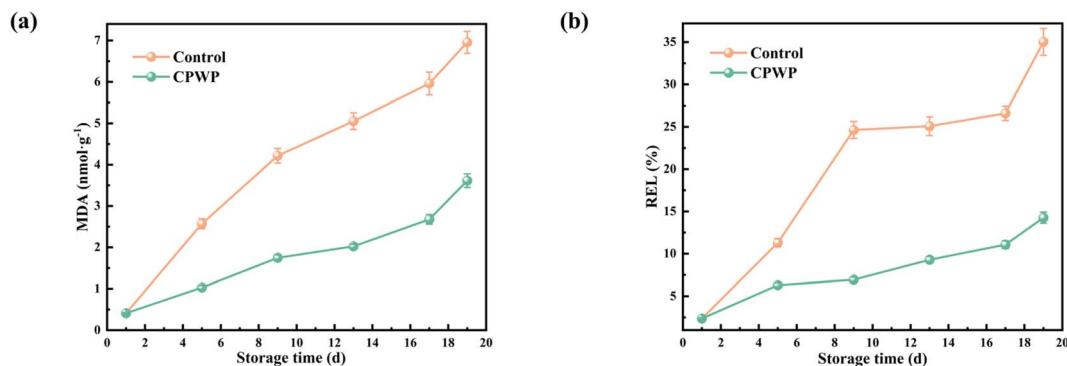 (a)
Control
CPWP
MDA (nmol·g⁻¹)
7
6
5
4
3
2
1
0
0 2 4 6 8 10 12 14 16 18 20
Storage time (d)
(b)
Control
CPWP
REL (%)
35
30
25
20
15
10
5
0 2 4 6 8 10 12 14 16 18 20
Storage time (d)